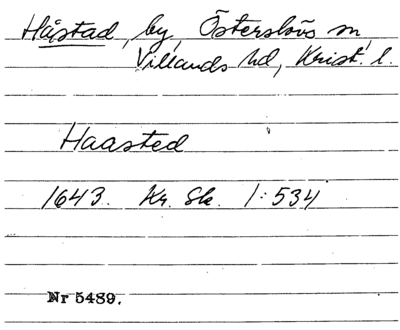 Håstad, by, Österslövs sn,
Villands hd, Krist. l.
Haasted
1643. Kr. Sk. 1:534
Nr 5489.